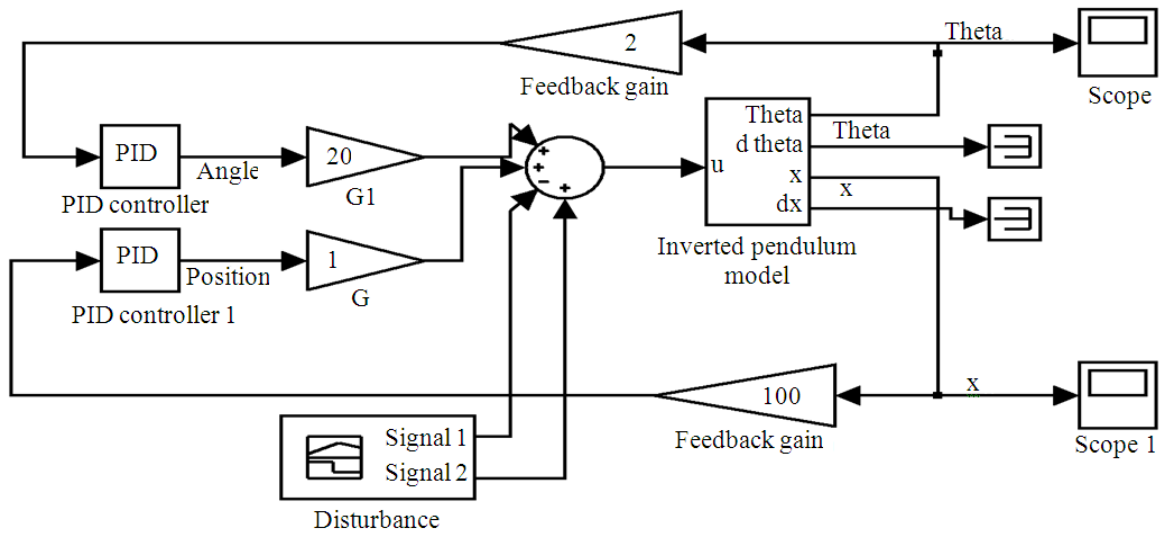 2
Feedback gain
Theta
Scope
PID
PID controller
Angle
20
G1
+
+
−
+
Theta
d theta
x
dx
u
Inverted pendulum
model
Theta
x
PID
PID controller 1
Position
1
G
100
Feedback gain
x
Scope 1
Signal 1
Signal 2
Disturbance